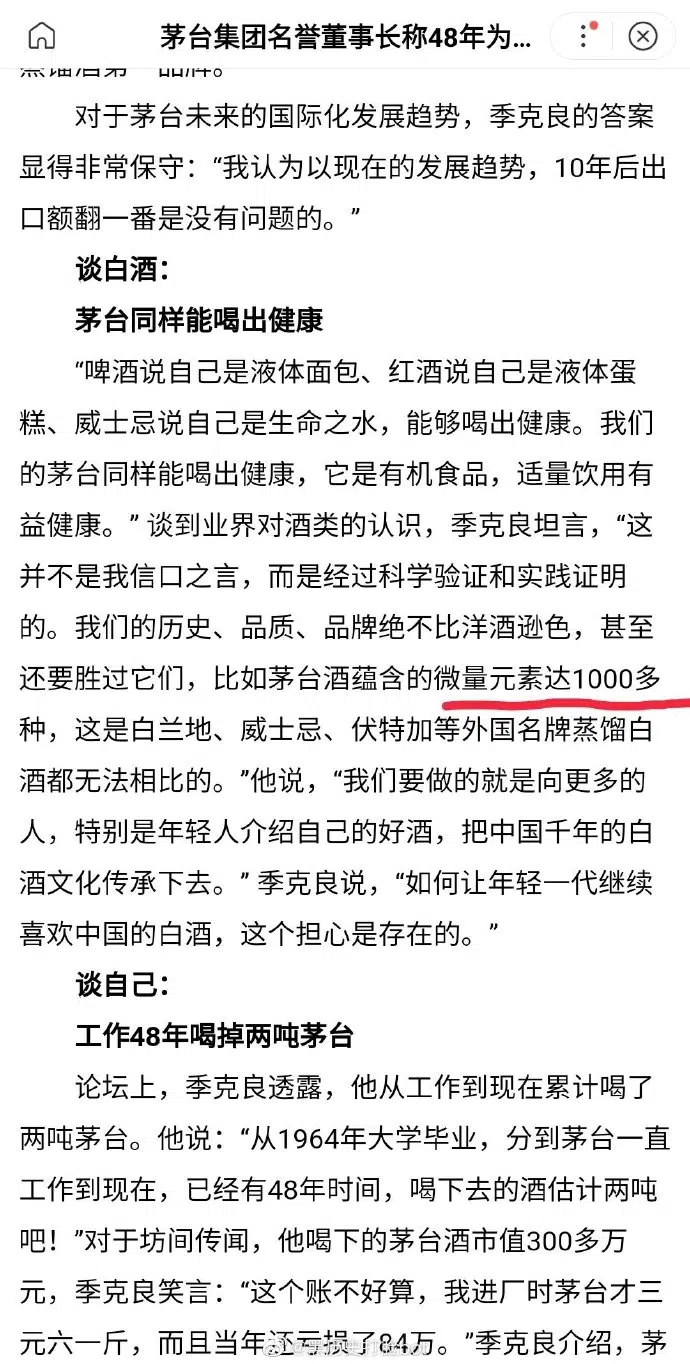 茅台集团名誉董事长称48年为...
蒸馏酒第一品牌。
对于茅台未来的国际化发展趋势，季克良的答案
显得非常保守：“我认为以现在的发展趋势，10年后出
口额翻一番是没有问题的。”
谈白酒：
茅台同样能喝出健康
“啤酒说自己是液体面包、红酒说自己是液体蛋
糕、威士忌说自己是生命之水，能够喝出健康。我们
的茅台同样能喝出健康，它是有机食品，适量饮用有
益健康。” 谈到业界对酒类的认识，季克良坦言，“这
并不是我信口之言，而是经过科学验证和实践证明
的。我们的历史、品质、品牌绝不比洋酒逊色，甚至
还要胜过它们，比如茅台酒蕴含的微量元素达1000多
种，这是白兰地、威士忌、伏特加等外国名牌蒸馏白
酒都无法相比的。”他说，“我们要做的就是向更多的
人，特别是年轻人介绍自己的好酒，把中国千年的白
酒文化传承下去。” 季克良说，“如何让年轻一代继续
喜欢中国的白酒，这个担心是存在的。”
谈自己：
工作48年喝掉两吨茅台
论坛上，季克良透露，他从工作到现在累计喝了
两吨茅台。他说：“从1964年大学毕业，分到茅台一直
工作到现在，已经有48年时间，喝下去的酒估计两吨
吧！”对于坊间传闻，他喝下的茅台酒市值300多万
元，季克良笑言：“这个账不好算，我进厂时茅台才三
元六一斤，而且当年还亏损了84万。”季克良介绍，茅